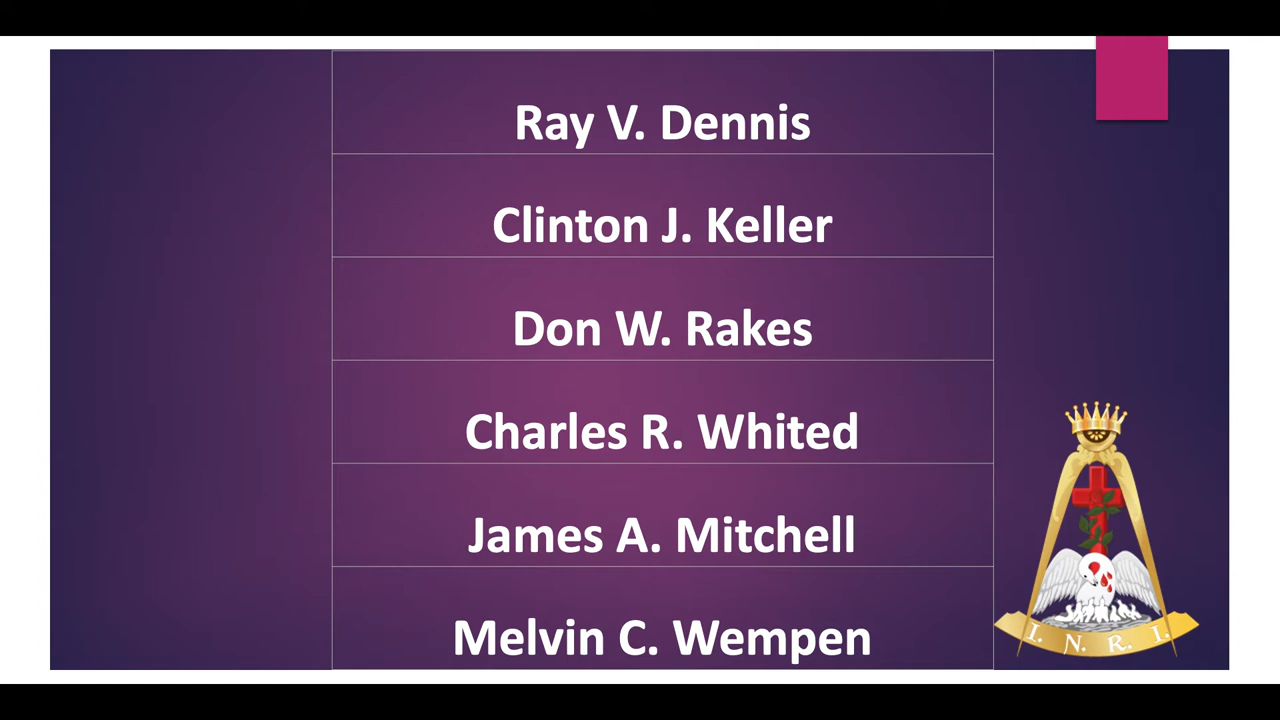 Ray V. Dennis
Clinton J. Keller
Don W. Rakes
Charles R. Whited
James A. Mitchell
Melvin C. Wempen
I. N. R. I.